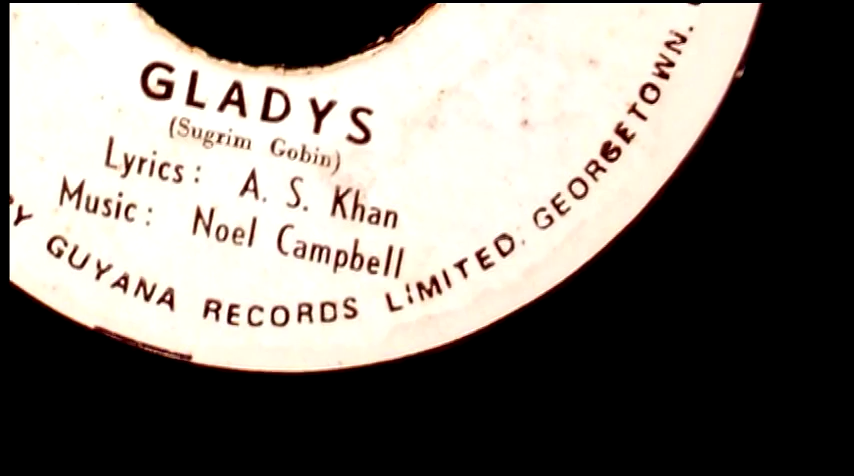 GLADYS
(Sugrim Gobin)
Lyrics: A. S. Khan
Music: Noel Campbell
Y GUYANA RECORDS LIMITED. GEORGETOWN.